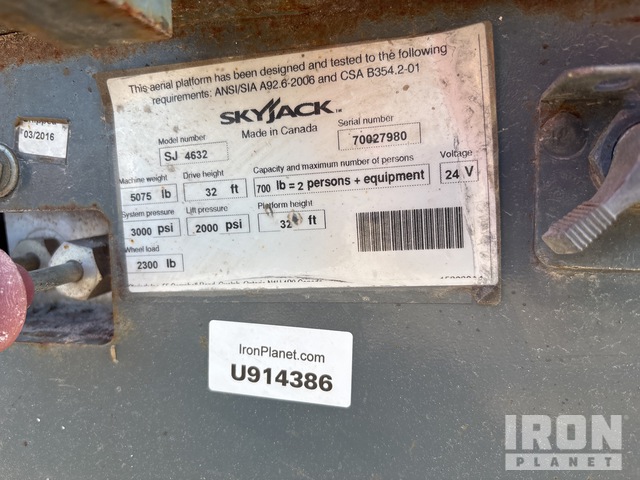 This aerial platform has been designed and tested to the following
requirements: ANSI/SIA A92.6-2006 and CSA B354.2-01
SKYJACK™
Made in Canada
03/2016
Model number
SJ 4632
Serial number
70027980
Machine weight
5075 lb
Drive height
32 ft
Capacity and maximum number of persons
700 lb = 2 persons + equipment
Voltage
24 V
System pressure
3000 psi
Lift pressure
2000 psi
Platform height
32 ft
Wheel load
2300 lb
IronPlanet.com
U914386
IRON
PLANET